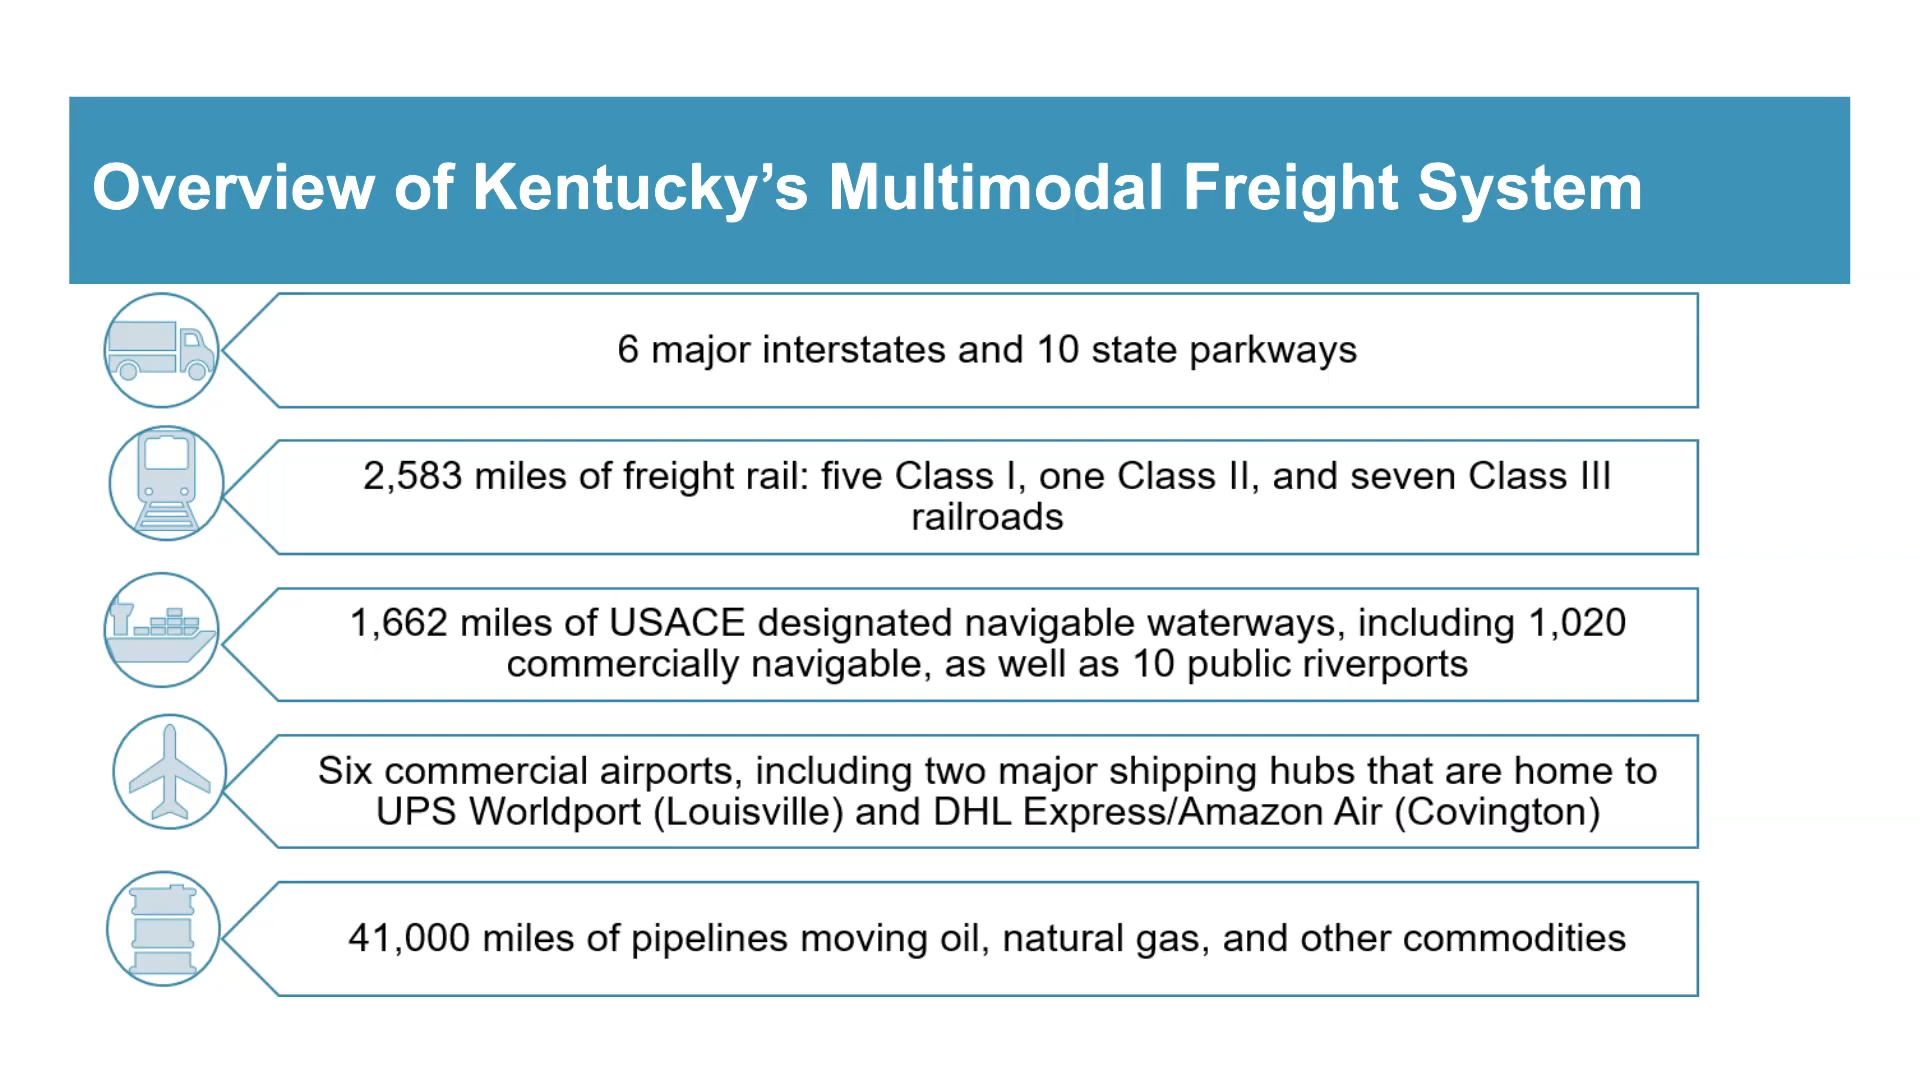 Overview of Kentucky’s Multimodal Freight System
6 major interstates and 10 state parkways
2,583 miles of freight rail: five Class I, one Class II, and seven Class III
railroads
1,662 miles of USACE designated navigable waterways, including 1,020
commercially navigable, as well as 10 public riverports
Six commercial airports, including two major shipping hubs that are home to
UPS Worldport (Louisville) and DHL Express/Amazon Air (Covington)
41,000 miles of pipelines moving oil, natural gas, and other commodities